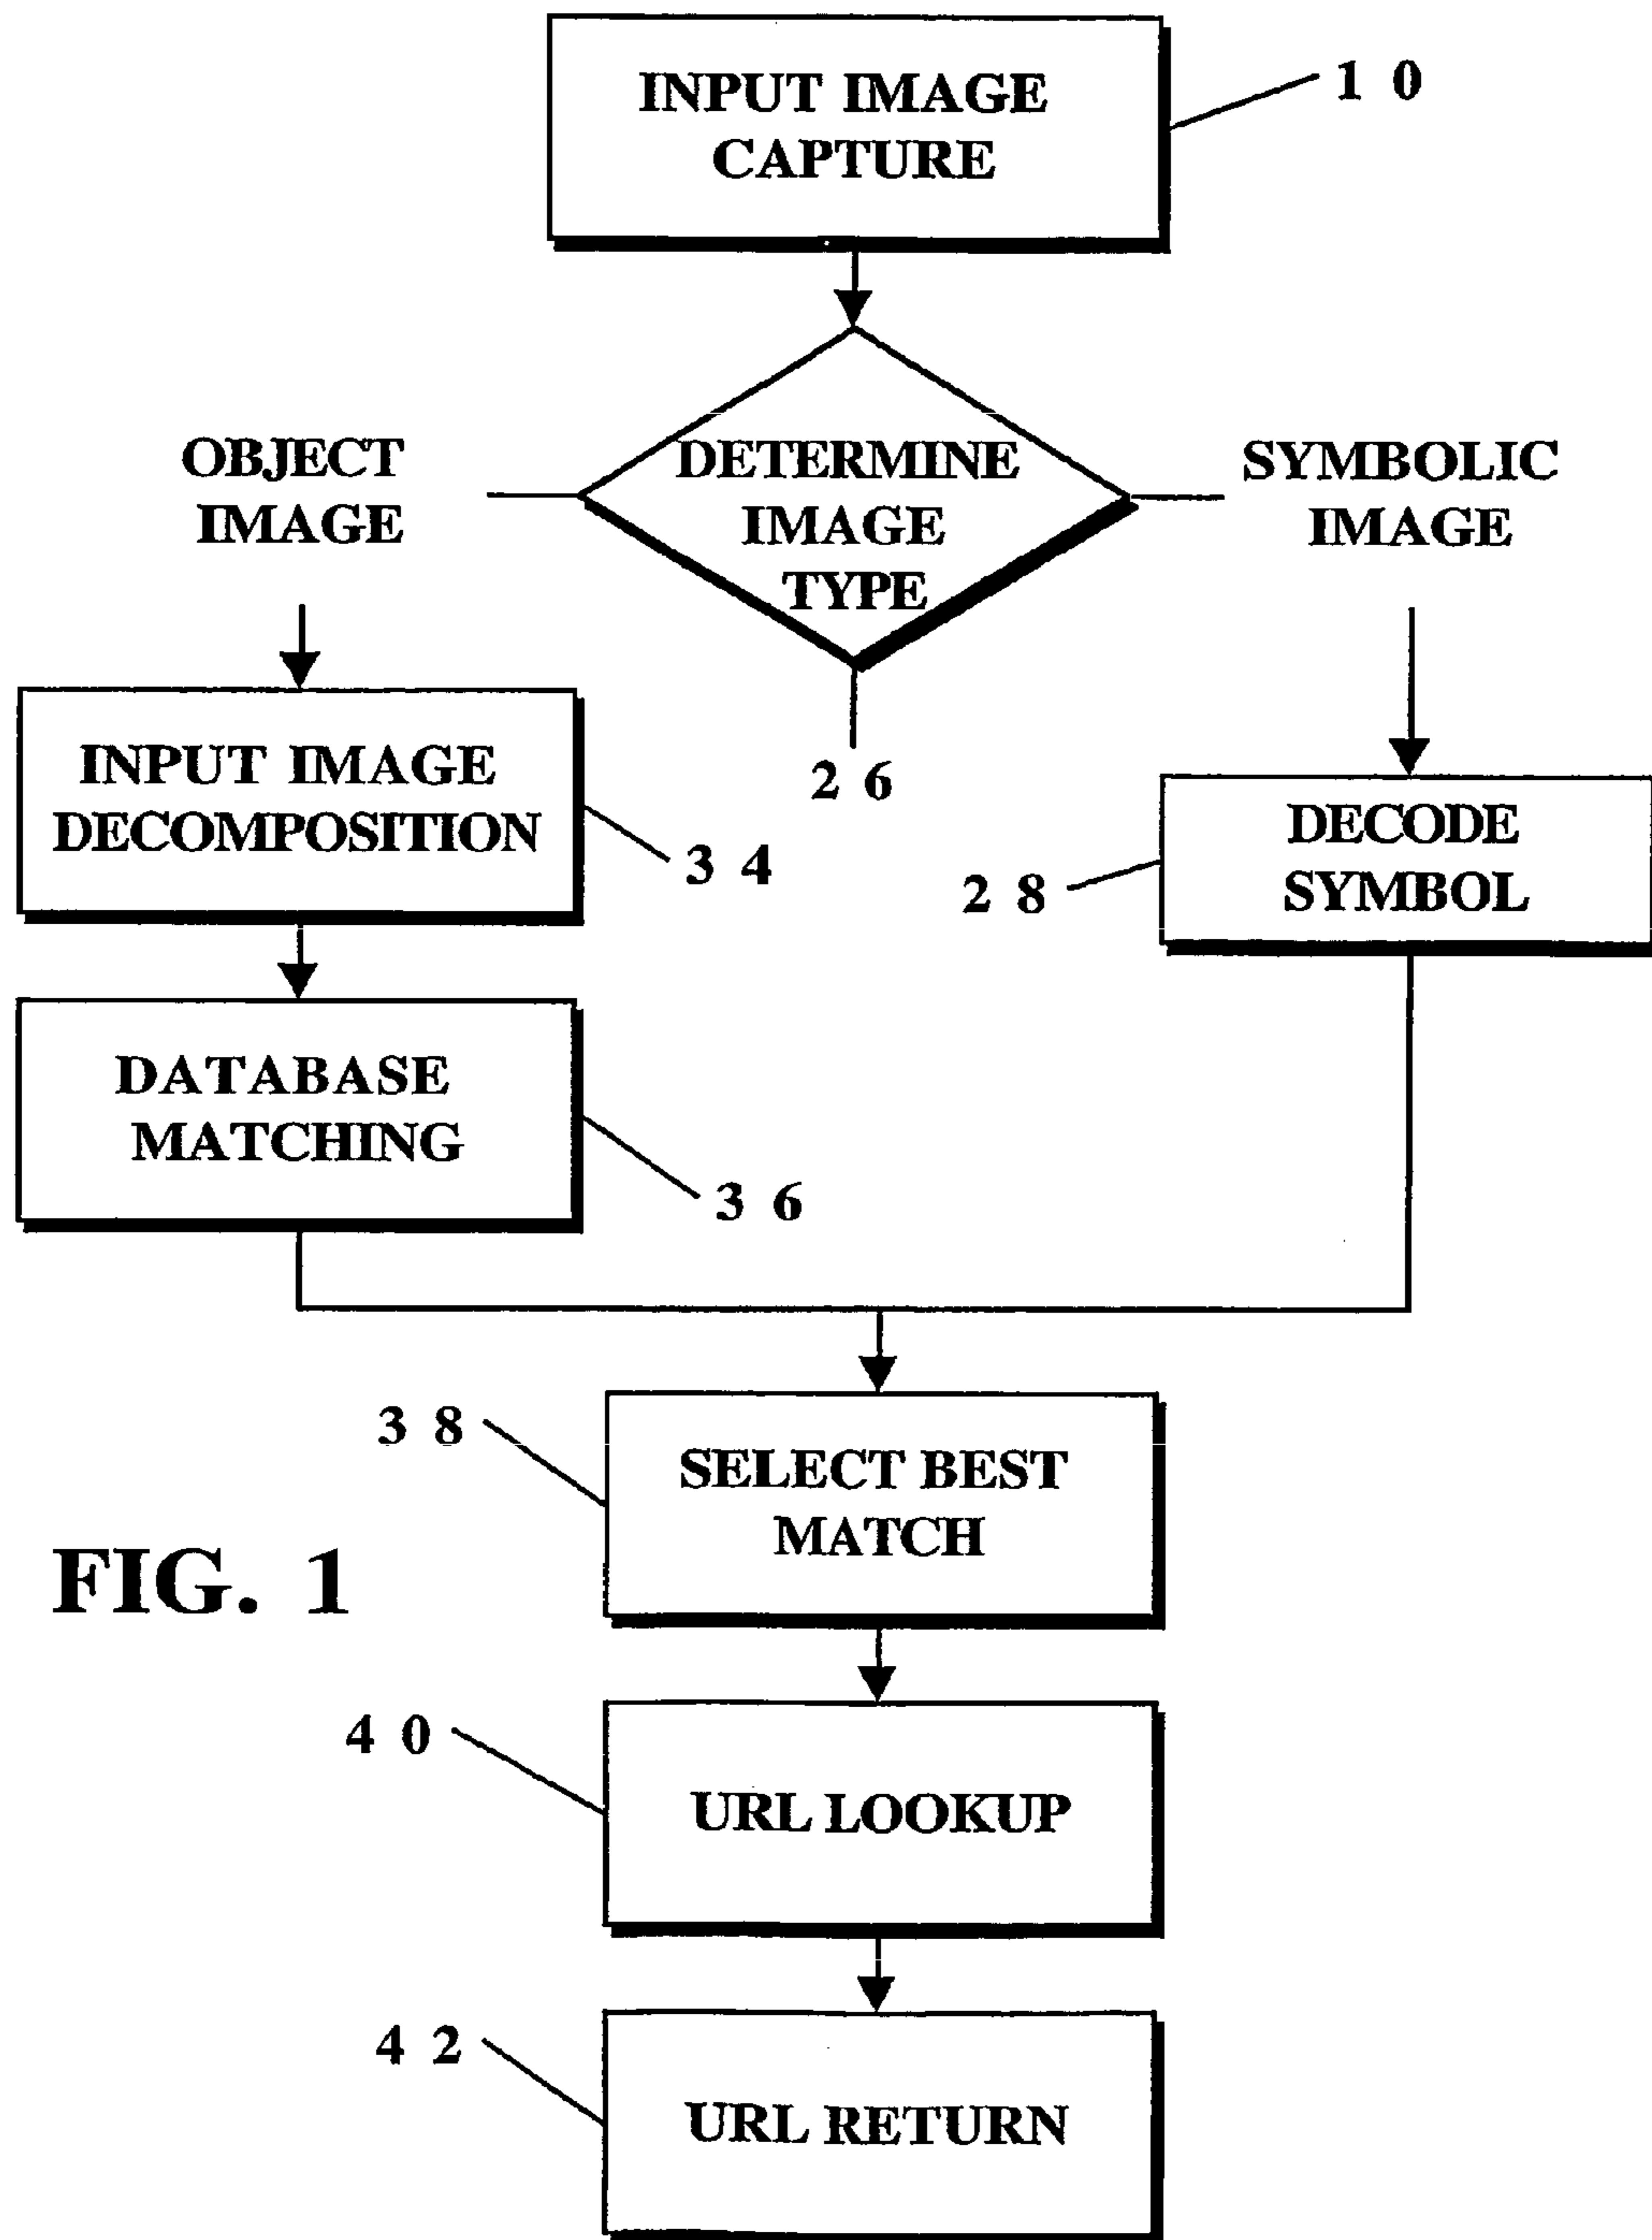 INPUT IMAGE
CAPTURE
1 0
OBJECT
IMAGE
DETERMINE
IMAGE
TYPE
SYMBOLIC
IMAGE
2 6
INPUT IMAGE
DECOMPOSITION
3 4
2 8
DECODE
SYMBOL
DATABASE
MATCHING
3 6
3 8
SELECT BEST
MATCH
FIG. 1
4 0
URL LOOKUP
4 2
URL RETURN